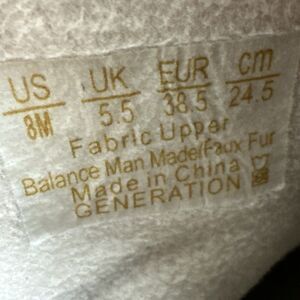 US UK EUR cm
8M 5.5 38.5 24.5
Fabric Upper
Balance Man Made/Faux Fur
Made in China
GENERATION